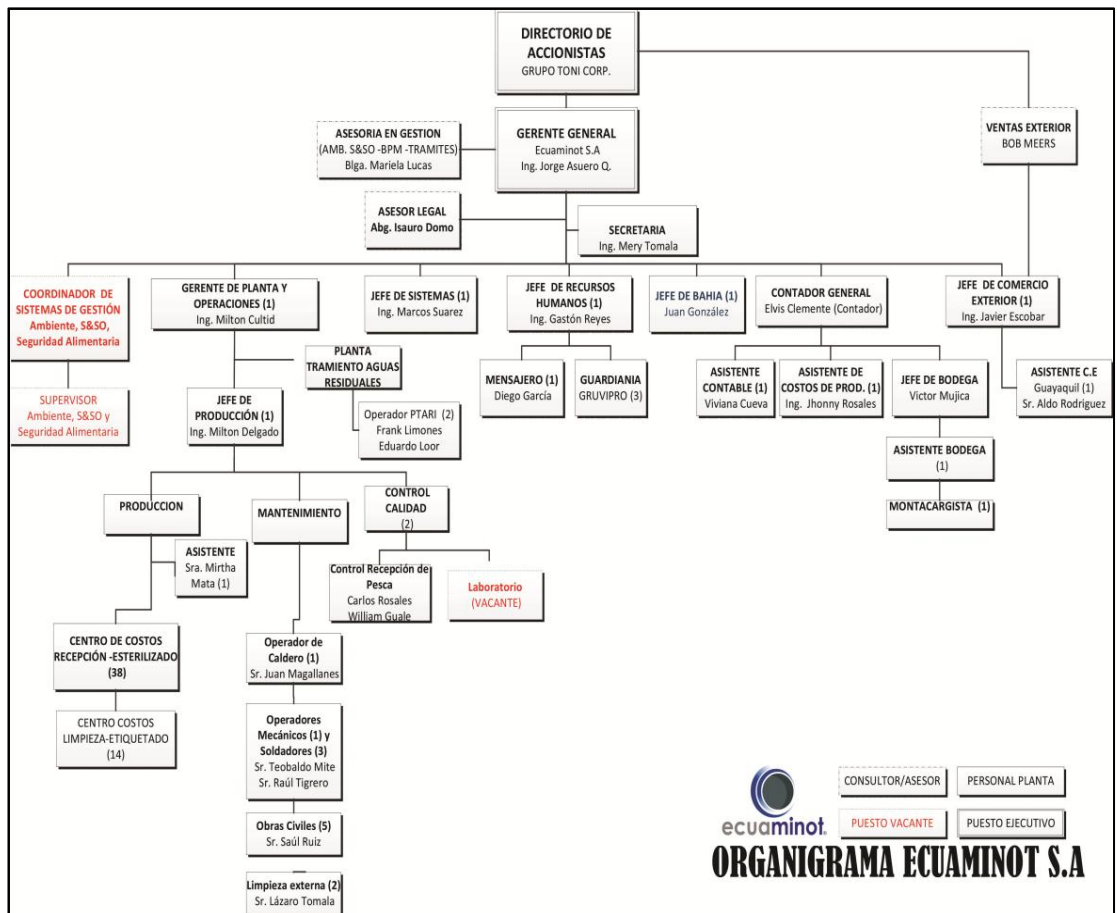 DIRECTORIO DE
ACCIONISTAS
GRUPO TONI CORP.
ASESORIA EN GESTION
(AMB. S&SO -BPM -TRAMITES)
Blga. Mariela Lucas
GERENTE GENERAL
Ecuaminot S.A
Ing. Jorge Asuero Q.
VENTAS EXTERIOR
BOB MEERS
ASESOR LEGAL
Abg. Isauro Domo
SECRETARIA
Ing. Mery Tomala
COORDINADOR DE
SISTEMAS DE GESTIÓN
Ambiente, S&SO,
Seguridad Alimentaria
GERENTE DE PLANTA Y
OPERACIONES (1)
Ing. Milton Cultid
JEFE DE SISTEMAS (1)
Ing. Marcos Suarez
JEFE DE RECURSOS
HUMANOS (1)
Ing. Gastón Reyes
JEFE DE BAHIA (1)
Juan González
CONTADOR GENERAL
Elvis Clemente (Contador)
JEFE DE COMERCIO
EXTERIOR (1)
Ing. Javier Escobar
SUPERVISOR
Ambiente, S&SO y
Seguridad Alimentaria
JEFE DE
PRODUCCIÓN (1)
Ing. Milton Delgado
PLANTA
TRAMIENTO AGUAS
RESIDUALES
Operador PTARI (2)
Frank Limones
Eduardo Loor
MENSAJERO (1)
Diego García
GUARDIANIA
GRUVIPRO (3)
ASISTENTE
CONTABLE (1)
Viviana Cueva
ASISTENTE DE
COSTOS DE PROD. (1)
Ing. Jhonny Rosales
JEFE DE BODEGA
Victor Mujica
ASISTENTE C.E
Guayaquil (1)
Sr. Aldo Rodriguez
ASISTENTE BODEGA
(1)
MONTACARGISTA (1)
PRODUCCION
MANTENIMIENTO
CONTROL
CALIDAD
(2)
ASISTENTE
Sra. Mirtha
Mata (1)
Control Recepción de
Pesca
Carlos Rosales
William Guale
Laboratorio
(VACANTE)
CENTRO DE COSTOS
RECEPCIÓN -ESTERILIZADO
(38)
CENTRO COSTOS
LIMPIEZA-ETIQUETADO
(14)
Operador de
Caldero (1)
Sr. Juan Magallanes
Operadores
Mecánicos (1) y
Soldadores (3)
Sr. Teobaldo Mite
Sr. Raúl Tigrero
Obras Civiles (5)
Sr. Saúl Ruiz
Limpieza externa (2)
Sr. Lázaro Tomala
ecuaminot.
CONSULTOR/ASESOR
PERSONAL PLANTA
PUESTO VACANTE
PUESTO EJECUTIVO
ORGANIGRAMA ECUAMINOT S.A